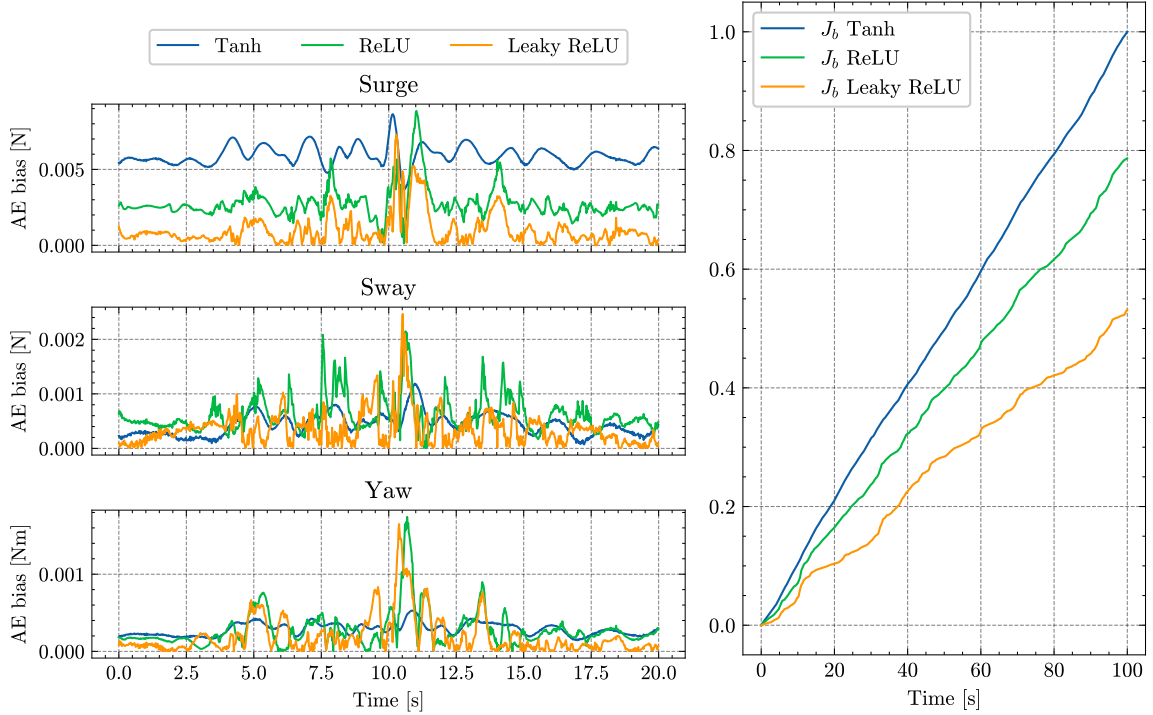 Tanh ReLU Leaky ReLU
Surge
AE bias [N]
0.005
0.000
Sway
AE bias [N]
0.002
0.001
0.000
Yaw
AE bias [Nm]
0.001
0.000
0.0 2.5 5.0 7.5 10.0 12.5 15.0 17.5 20.0
Time [s]
J_b Tanh
J_b ReLU
J_b Leaky ReLU
1.0
0.8
0.6
0.4
0.2
0.0
0 20 40 60 80 100
Time [s]